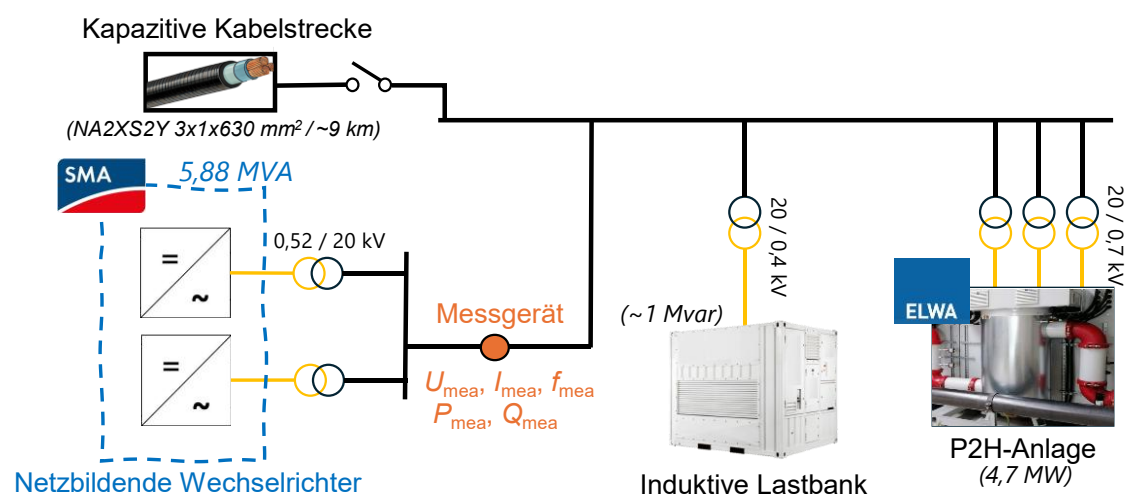 Kapazitive Kabelstrecke
(NA2XS2Y 3x1x630 mm² / ~9 km)
SMA
5,88 MVA
=
~
=
~
0,52 / 20 kV
Messgerät
Umea, Imea, fmea
Pmea, Qmea
Netzbildende Wechselrichter
20 / 0,4 kV
(~1 Mvar)
Induktive Lastbank
20 / 0,7 kV
ELWA
P2H-Anlage
(4,7 MW)